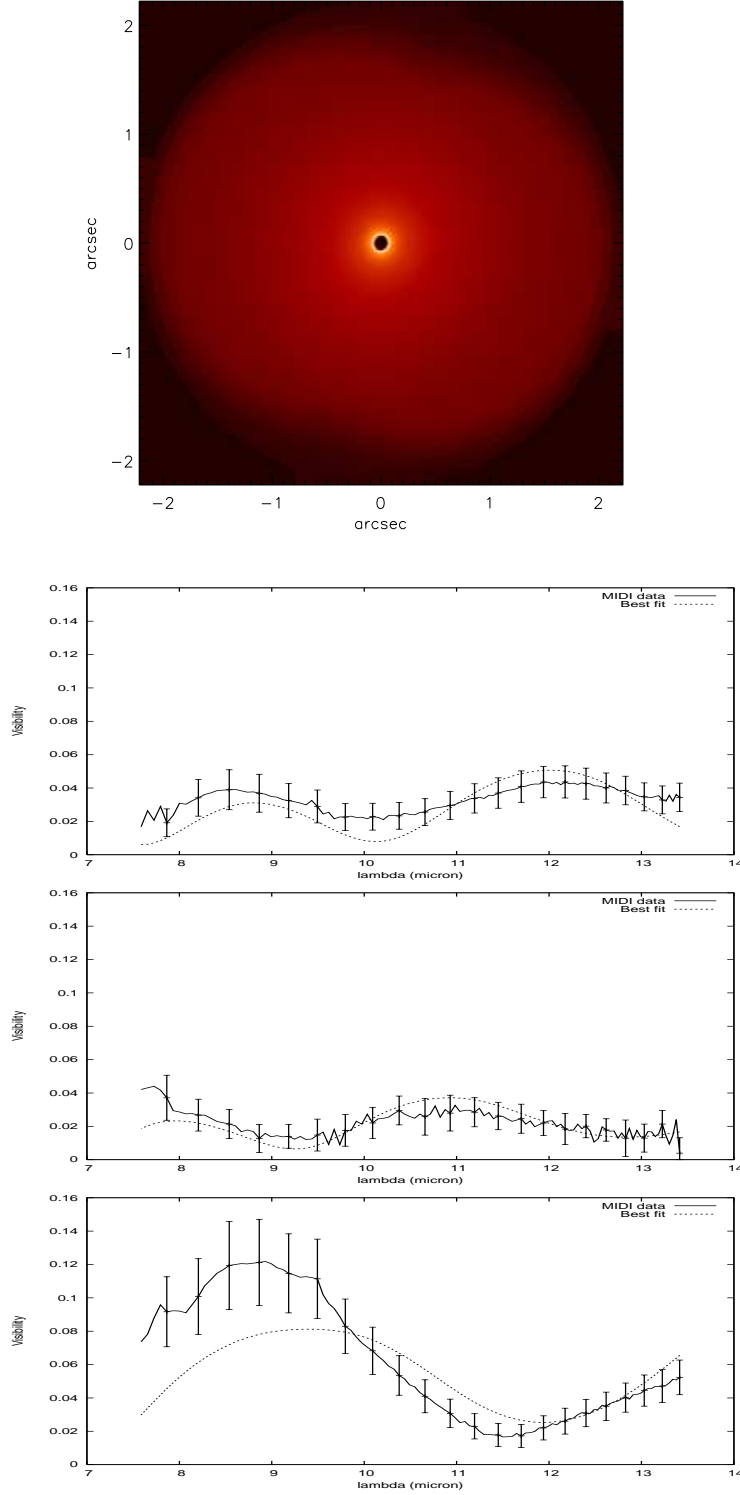 2
1
0
−1
−2
arcsec
−2 −1 0 1 2
arcsec
0.16
0.14
0.12
0.1
0.08
0.06
0.04
0.02
0
Visibility
MIDI data
Best fit
7 8 9 10 11 12 13 14
lambda (micron)
0.16
0.14
0.12
0.1
0.08
0.06
0.04
0.02
0
Visibility
MIDI data
Best fit
7 8 9 10 11 12 13 14
lambda (micron)
0.16
0.14
0.12
0.1
0.08
0.06
0.04
0.02
0
Visibility
MIDI data
Best fit
7 8 9 10 11 12 13 14
lambda (micron)